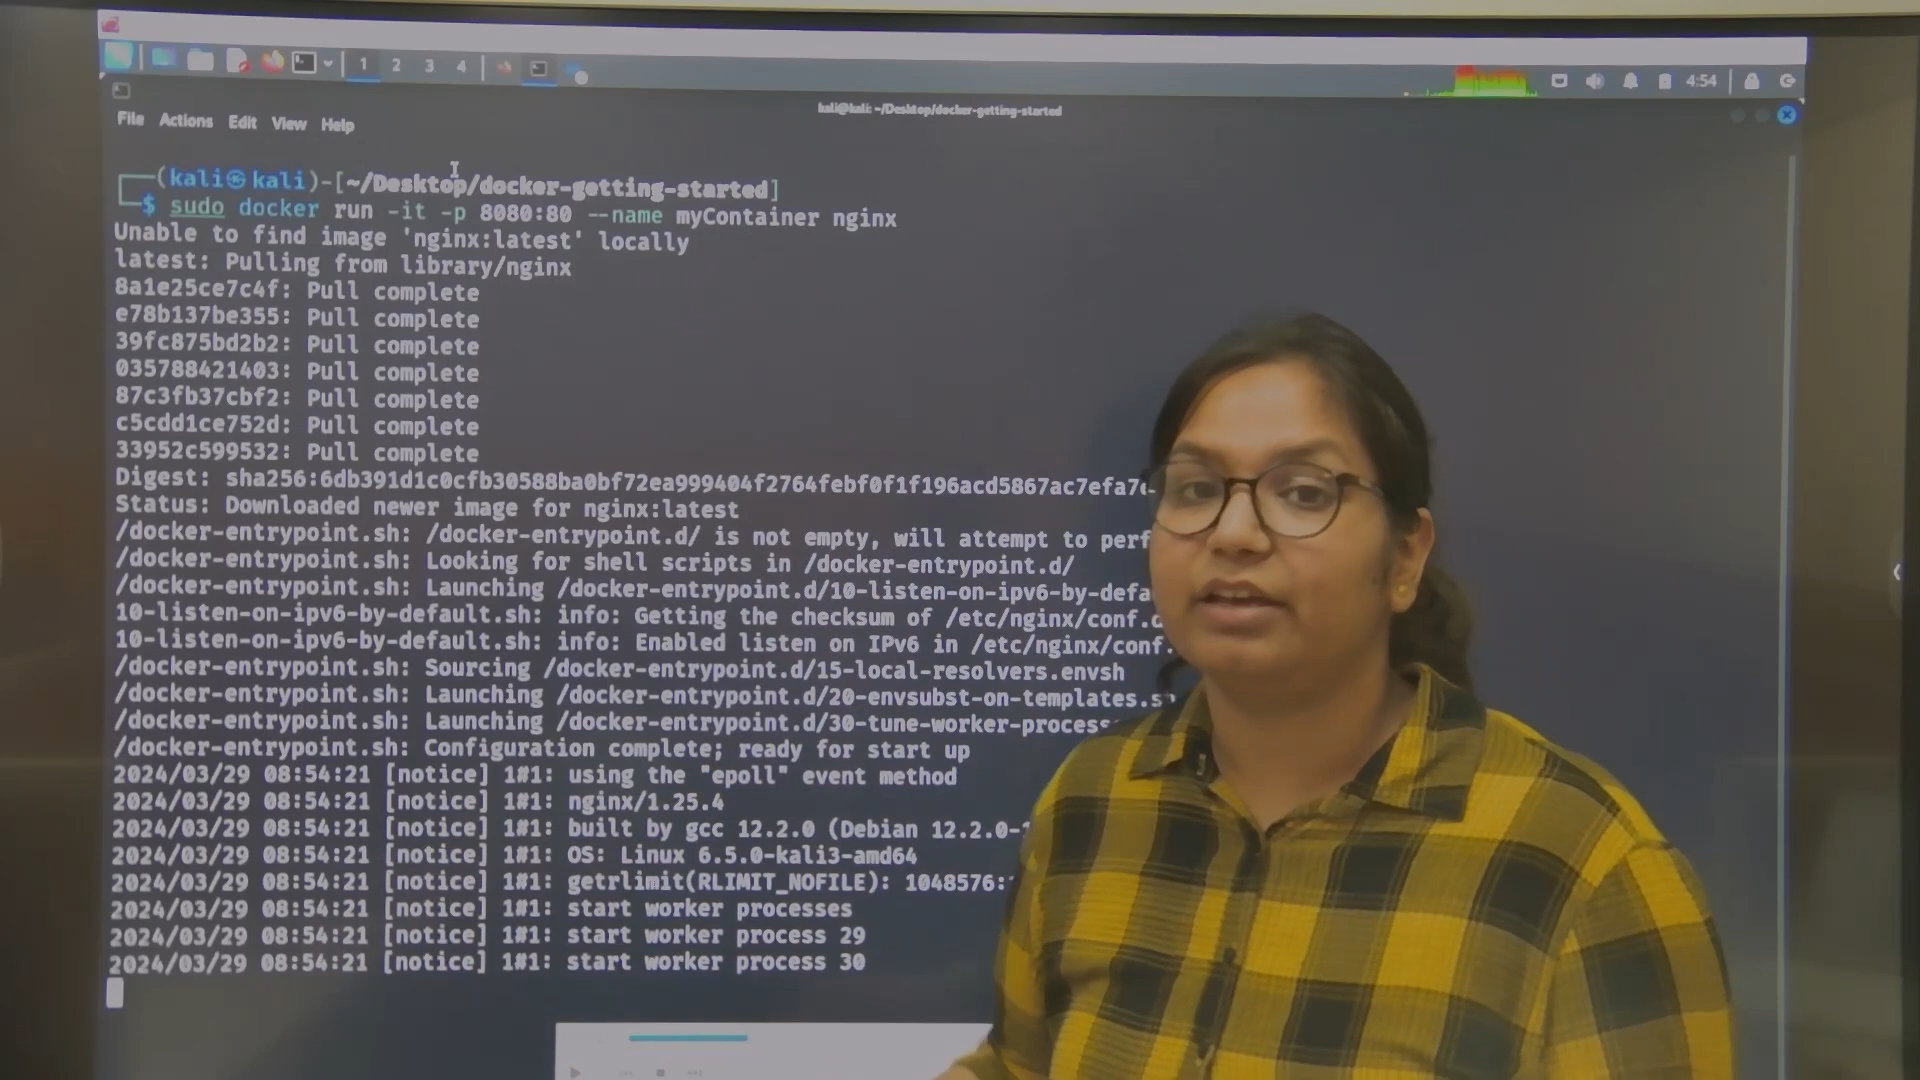 1 2 3 4
4:54
kali@kali: ~/Desktop/docker-getting-started
File Actions Edit View Help
(kali㉿kali)-[~/Desktop/docker-getting-started]
$ sudo docker run -it -p 8080:80 --name myContainer nginx
Unable to find image 'nginx:latest' locally
latest: Pulling from library/nginx
8a1e25ce7c4f: Pull complete
e78b137be355: Pull complete
39fc875bd2b2: Pull complete
035788421403: Pull complete
87c3fb37cbf2: Pull complete
c5cdd1ce752d: Pull complete
33952c599532: Pull complete
Digest: sha256:6db391d1c0cfb30588ba0bf72ea999404f2764febf0f1f196acd5867ac7efa7
Status: Downloaded newer image for nginx:latest
/docker-entrypoint.sh: /docker-entrypoint.d/ is not empty, will attempt to perf
/docker-entrypoint.sh: Looking for shell scripts in /docker-entrypoint.d/
/docker-entrypoint.sh: Launching /docker-entrypoint.d/10-listen-on-ipv6-by-defa
10-listen-on-ipv6-by-default.sh: info: Getting the checksum of /etc/nginx/conf.d
10-listen-on-ipv6-by-default.sh: info: Enabled listen on IPv6 in /etc/nginx/conf.
/docker-entrypoint.sh: Sourcing /docker-entrypoint.d/15-local-resolvers.envsh
/docker-entrypoint.sh: Launching /docker-entrypoint.d/20-envsubst-on-templates.sh
/docker-entrypoint.sh: Launching /docker-entrypoint.d/30-tune-worker-process
/docker-entrypoint.sh: Configuration complete; ready for start up
2024/03/29 08:54:21 [notice] 1#1: using the "epoll" event method
2024/03/29 08:54:21 [notice] 1#1: nginx/1.25.4
2024/03/29 08:54:21 [notice] 1#1: built by gcc 12.2.0 (Debian 12.2.0-1
2024/03/29 08:54:21 [notice] 1#1: OS: Linux 6.5.0-kali3-amd64
2024/03/29 08:54:21 [notice] 1#1: getrlimit(RLIMIT_NOFILE): 1048576:
2024/03/29 08:54:21 [notice] 1#1: start worker processes
2024/03/29 08:54:21 [notice] 1#1: start worker process 29
2024/03/29 08:54:21 [notice] 1#1: start worker process 30